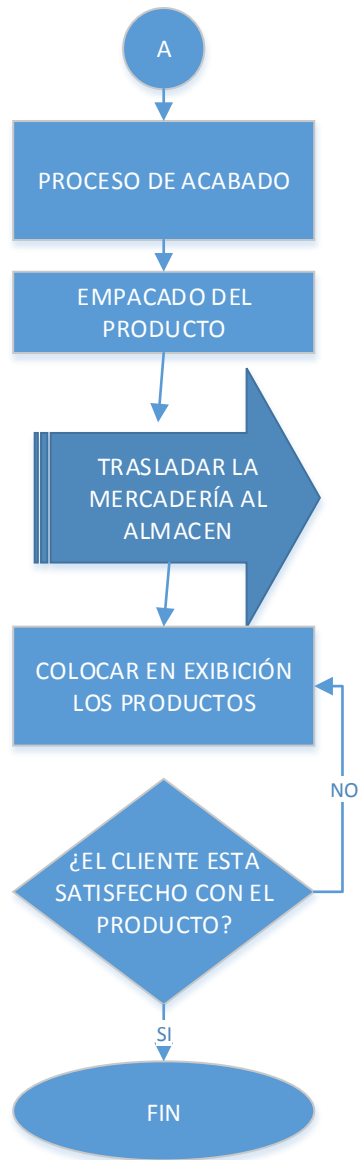 A
PROCESO DE ACABADO
EMPACADO DEL
PRODUCTO
TRASLADAR LA
MERCADERÍA AL
ALMACEN
COLOCAR EN EXIBICIÓN
LOS PRODUCTOS
NO
¿EL CLIENTE ESTA
SATISFECHO CON EL
PRODUCTO?
SI
FIN